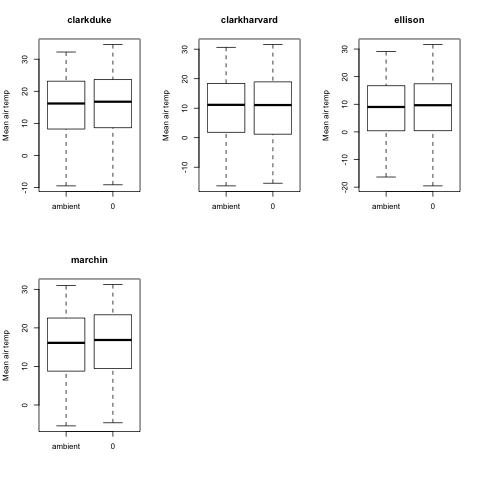 clarkduke
Mean air temp
30
20
10
0
-10
ambient 0
clarkharvard
Mean air temp
30
20
10
0
-10
ambient 0
ellison
Mean air temp
30
20
10
0
-10
-20
ambient 0
marchin
Mean air temp
30
20
10
0
ambient 0